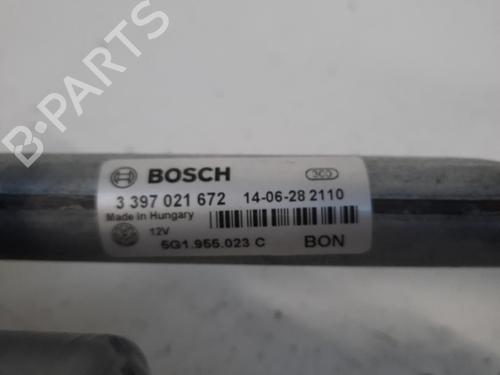 B-PARTS
BOSCH
3 397 021 672 14-06-28 2110
Made in Hungary
12V
5G1.955.023 C BON